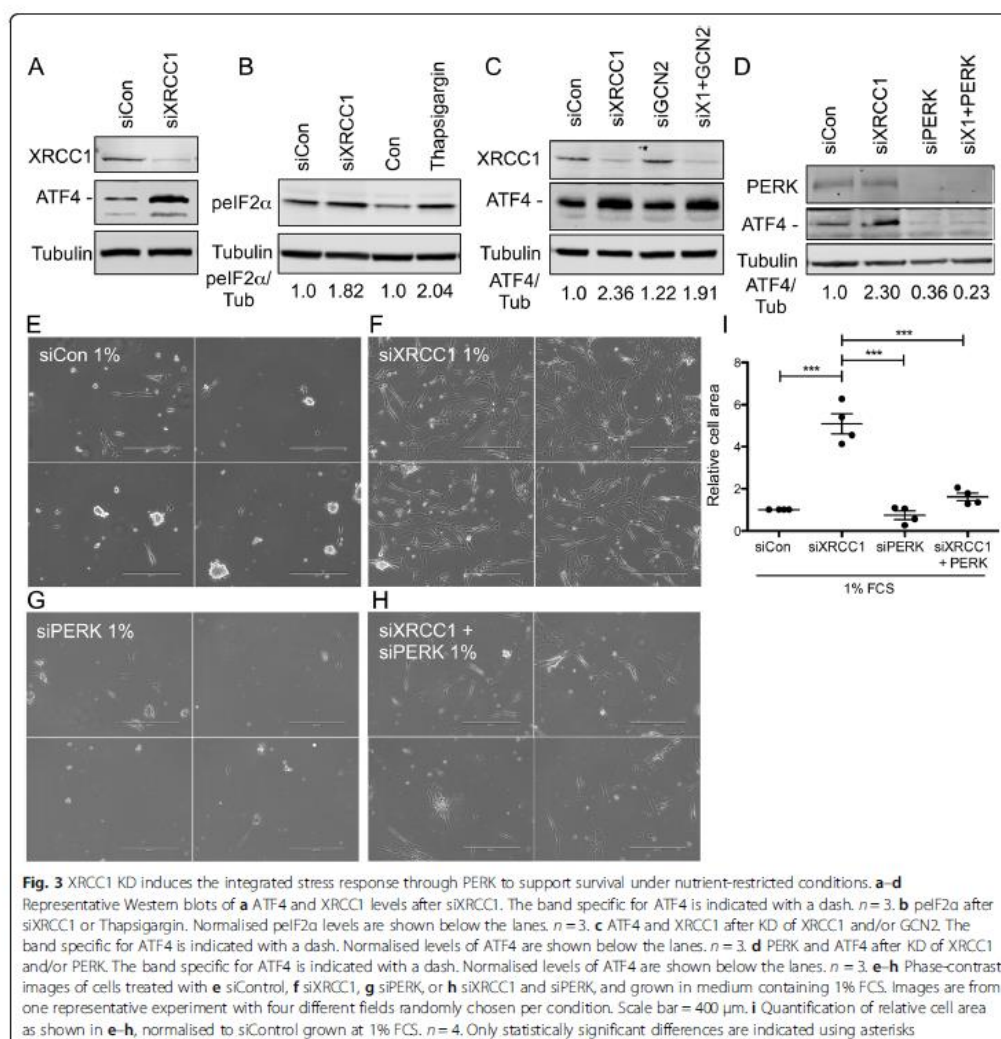 A
siCon
siXRCC1
XRCC1
ATF4 -
Tubulin
B
siCon
siXRCC1
Con
Thapsigargin
peIF2α
Tubulin
peIF2α/
Tub
1.0 1.82 1.0 2.04
C
siCon
siXRCC1
siGCN2
siX1+GCN2
XRCC1
ATF4 -
Tubulin
ATF4/
Tub
1.0 2.36 1.22 1.91
D
siCon
siXRCC1
siPERK
siX1+PERK
PERK
ATF4 -
Tubulin
ATF4/
Tub
1.0 2.30 0.36 0.23
E
siCon 1%
F
siXRCC1 1%
G
siPERK 1%
H
siXRCC1 +
siPERK 1%
I
***
***
***
Relative cell area
8
6
4
2
0
siCon
siXRCC1
siPERK
siXRCC1
+ PERK
1% FCS
Fig. 3 XRCC1 KD induces the integrated stress response through PERK to support survival under nutrient-restricted conditions. a–d
Representative Western blots of a ATF4 and XRCC1 levels after siXRCC1. The band specific for ATF4 is indicated with a dash. n = 3. b peIF2α after
siXRCC1 or Thapsigargin. Normalised peIF2α levels are shown below the lanes. n = 3. c ATF4 and XRCC1 after KD of XRCC1 and/or GCN2. The
band specific for ATF4 is indicated with a dash. Normalised levels of ATF4 are shown below the lanes. n = 3. d PERK and ATF4 after KD of XRCC1
and/or PERK. The band specific for ATF4 is indicated with a dash. Normalised levels of ATF4 are shown below the lanes. n = 3. e–h Phase-contrast
images of cells treated with e siControl, f siXRCC1, g siPERK, or h siXRCC1 and siPERK, and grown in medium containing 1% FCS. Images are from
one representative experiment with four different fields randomly chosen per condition. Scale bar = 400 μm. i Quantification of relative cell area
as shown in e–h, normalised to siControl grown at 1% FCS. n = 4. Only statistically significant differences are indicated using asterisks